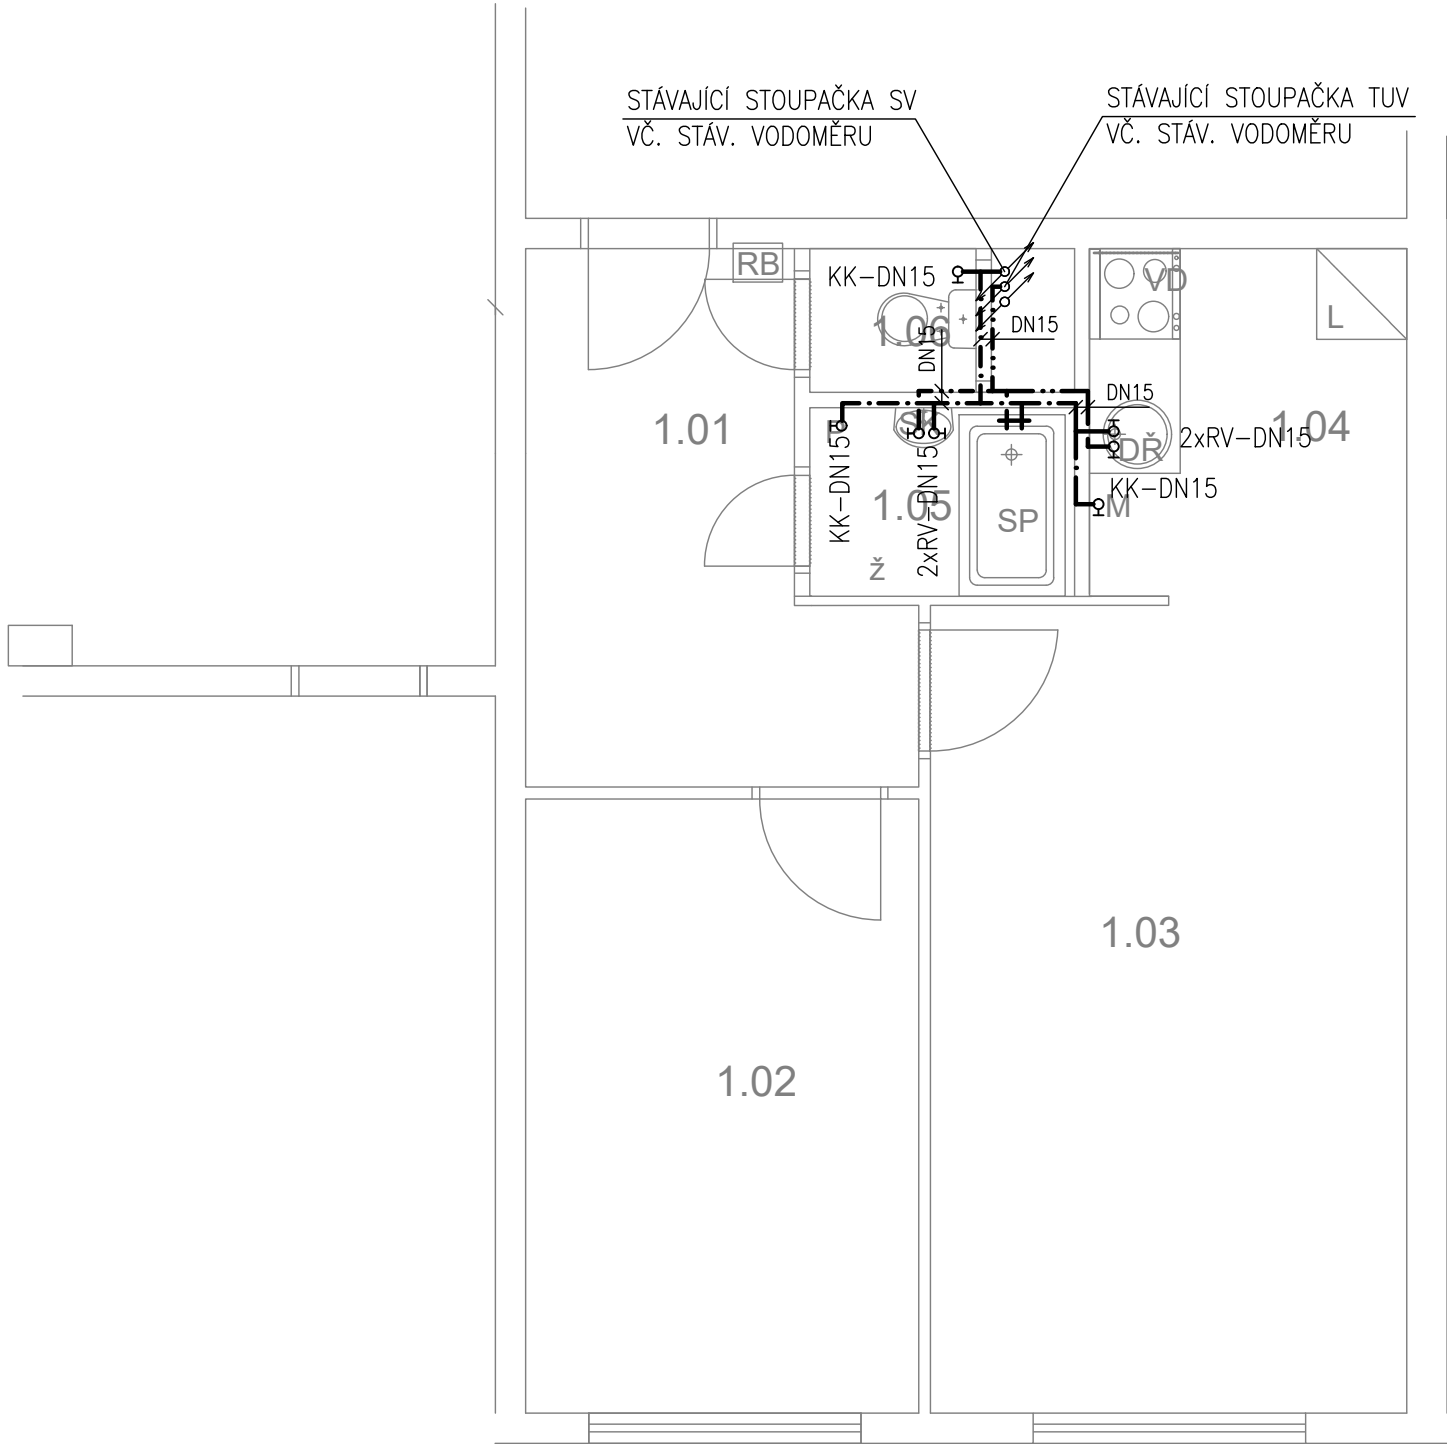 STÁVAJÍCÍ STOUPAČKA SV
VČ. STÁV. VODOMĚRU
STÁVAJÍCÍ STOUPAČKA TUV
VČ. STÁV. VODOMĚRU
RB
KK-DN15
VD
L
1.06
DN15
DN15
DN15
1.01
P
1.04
2xRV-DN15
DŘ
KK-DN15
M
KK-DN15
2xRV-DN15
1.05
SP
ž
1.03
1.02